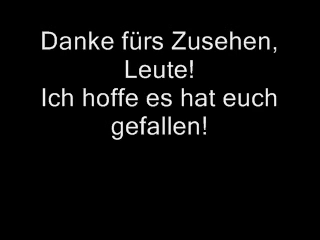 Danke fürs Zusehen,
Leute!
Ich hoffe es hat euch
gefallen!